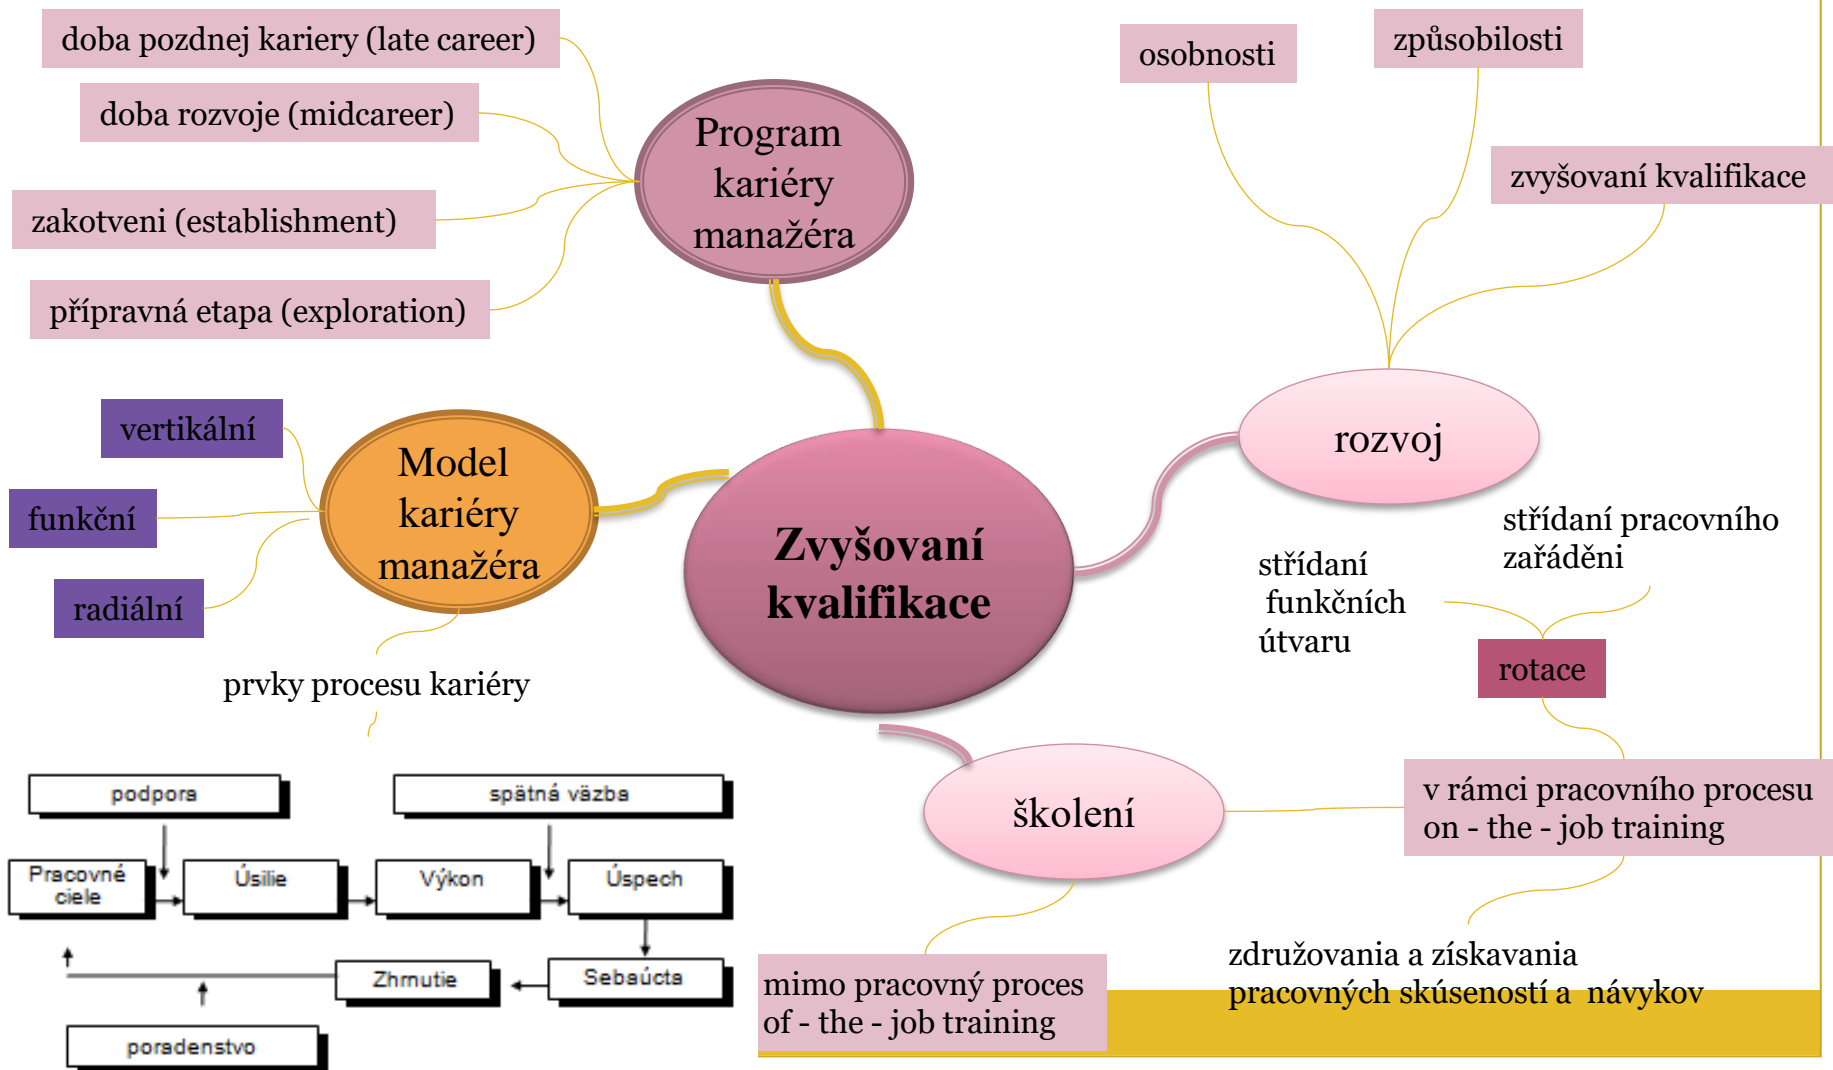 doba pozdnej kariery (late career)
doba rozvoje (midcareer)
zakotveni (establishment)
přípravná etapa (exploration)
Program
kariéry
manažéra
osobnosti
způsobilosti
zvyšovaní kvalifikace
rozvoj
vertikální
funkční
radiální
Model
kariéry
manažéra
prvky procesu kariéry
Zvyšovaní
kvalifikace
střídaní pracovního
zařáděni
střídaní
funkčních
útvaru
rotace
v rámci pracovního procesu
on - the - job training
školení
združovania a získavania
pracovných skúseností a návykov
mimo pracovný proces
of - the - job training
podpora
spätná väzba
Pracovné
ciele
Úsilie
Výkon
Úspech
Zhrnutie
Sebaúcta
poradenstvo